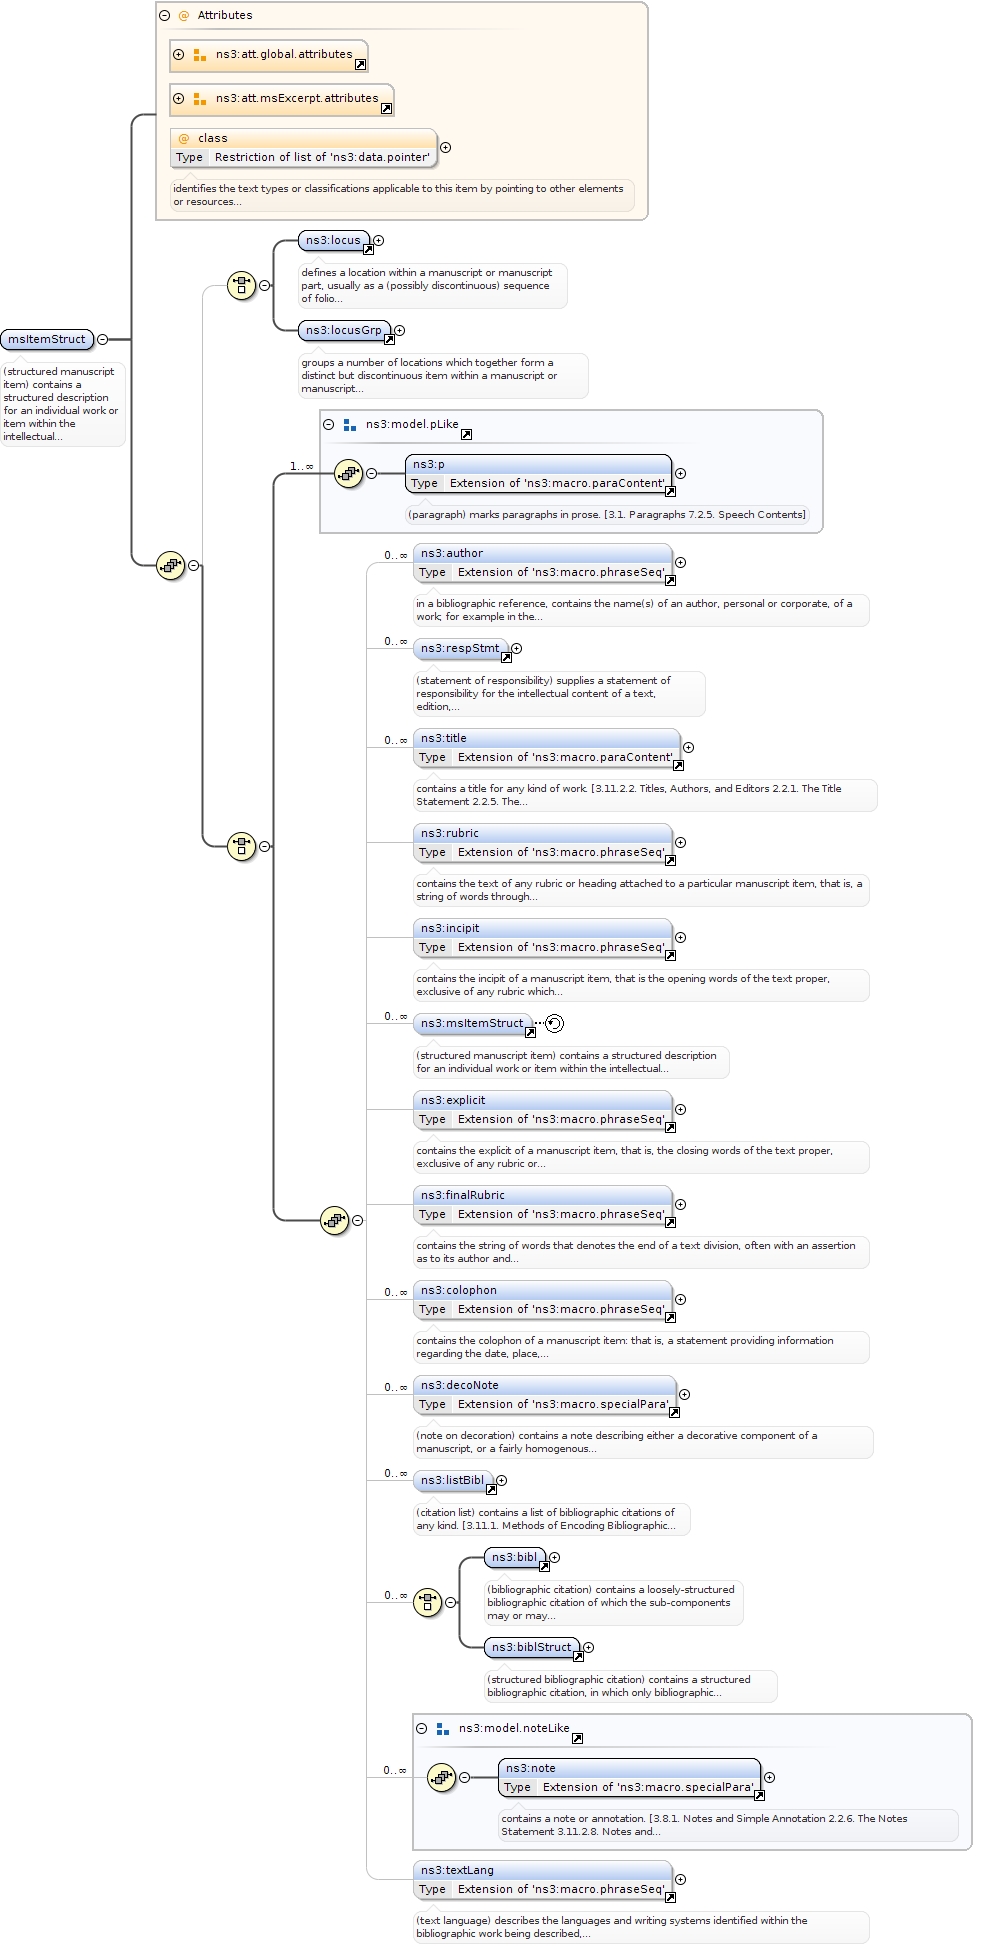 Attributes
ns3:att.global.attributes
ns3:att.msExcerpt.attributes
class
Type Restriction of list of 'ns3:data.pointer'
identifies the text types or classifications applicable to this item by pointing to other elements
or resources...
ns3:locus
defines a location within a manuscript or manuscript
part, usually as a (possibly discontinuous) sequence
of folio...
ns3:locusGrp
groups a number of locations which together form a
distinct but discontinuous item within a manuscript or
manuscript...
msItemStruct
(structured manuscript
item) contains a
structured description
for an individual work or
item within the
intellectual...
ns3:model.pLike
1..∞
ns3:p
Type Extension of 'ns3:macro.paraContent'
(paragraph) marks paragraphs in prose. [3.1. Paragraphs 7.2.5. Speech Contents]
0..∞
ns3:author
Type Extension of 'ns3:macro.phraseSeq'
in a bibliographic reference, contains the name(s) of an author, personal or corporate, of a
work; for example in the...
0..∞
ns3:respStmt
(statement of responsibility) supplies a statement of
responsibility for the intellectual content of a text,
edition,...
0..∞
ns3:title
Type Extension of 'ns3:macro.paraContent'
contains a title for any kind of work. [3.11.2.2. Titles, Authors, and Editors 2.2.1. The Title
Statement 2.2.5. The...
ns3:rubric
Type Extension of 'ns3:macro.phraseSeq'
contains the text of any rubric or heading attached to a particular manuscript item, that is, a
string of words through...
ns3:incipit
Type Extension of 'ns3:macro.phraseSeq'
contains the incipit of a manuscript item, that is the opening words of the text proper,
exclusive of any rubric which...
0..∞
ns3:msItemStruct
(structured manuscript item) contains a structured description
for an individual work or item within the intellectual...
ns3:explicit
Type Extension of 'ns3:macro.phraseSeq'
contains the explicit of a manuscript item, that is, the closing words of the text proper,
exclusive of any rubric or...
ns3:finalRubric
Type Extension of 'ns3:macro.phraseSeq'
contains the string of words that denotes the end of a text division, often with an assertion
as to its author and...
0..∞
ns3:colophon
Type Extension of 'ns3:macro.phraseSeq'
contains the colophon of a manuscript item: that is, a statement providing information
regarding the date, place,...
0..∞
ns3:decoNote
Type Extension of 'ns3:macro.specialPara'
(note on decoration) contains a note describing either a decorative component of a
manuscript, or a fairly homogenous...
0..∞
ns3:listBibl
(citation list) contains a list of bibliographic citations of
any kind. [3.11.1. Methods of Encoding Bibliographic...
0..∞
ns3:bibl
(bibliographic citation) contains a loosely-structured
bibliographic citation of which the sub-components
may or may...
ns3:biblStruct
(structured bibliographic citation) contains a structured
bibliographic citation, in which only bibliographic...
ns3:model.noteLike
0..∞
ns3:note
Type Extension of 'ns3:macro.specialPara'
contains a note or annotation. [3.8.1. Notes and Simple Annotation 2.2.6. The Notes
Statement 3.11.2.8. Notes and...
ns3:textLang
Type Extension of 'ns3:macro.phraseSeq'
(text language) describes the languages and writing systems identified within the
bibliographic work being described,...